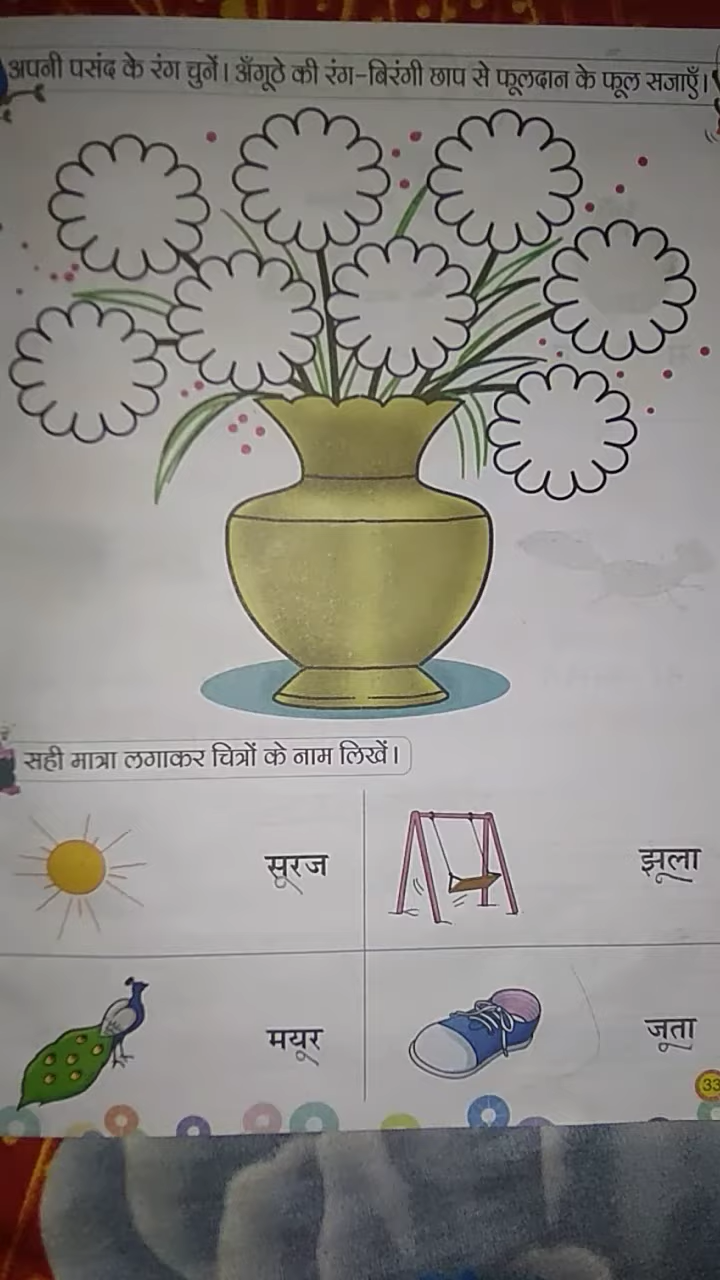 अपनी पसंद के रंग चुनें। अँगूठे की रंग-बिरंगी छाप से फूलदान के फूल सजाएँ।
सही मात्रा लगाकर चित्रों के नाम लिखें।
सूरज
झूला
मयूर
जूता
33